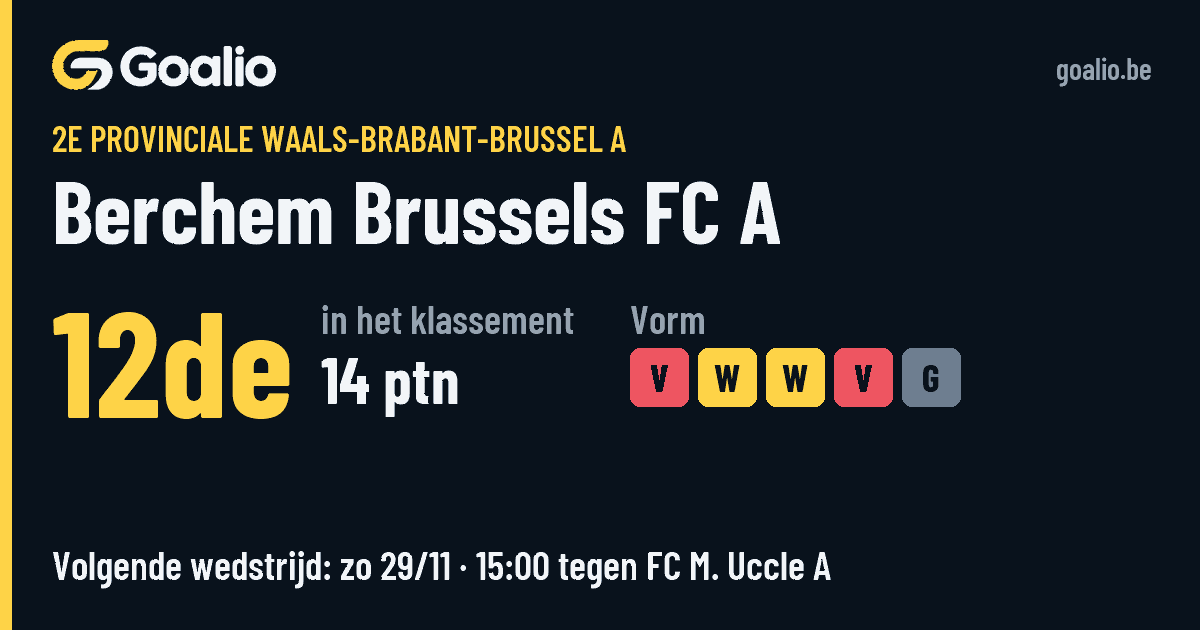 Goalio
goalio.be
2E PROVINCIALE WAALS-BRABANT-BRUSSEL A
Berchem Brussels FC A
12de
in het klassement
14 ptn
Vorm
V W W V G
Volgende wedstrijd: zo 29/11 · 15:00 tegen FC M. Uccle A